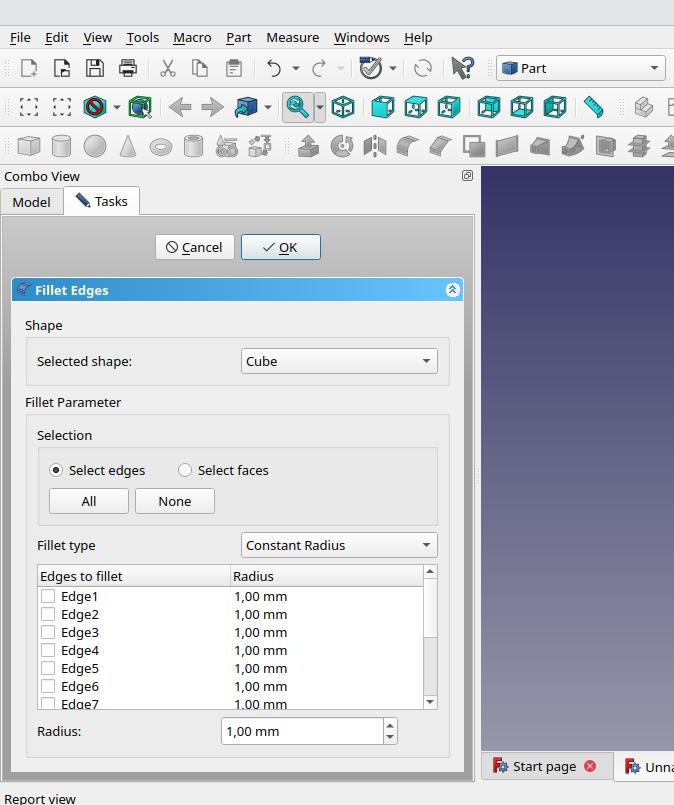 File Edit View Tools Macro Part Measure Windows Help
Part
Combo View
Model Tasks
Cancel OK
Fillet Edges
Shape
Selected shape: Cube
Fillet Parameter
Selection
Select edges Select faces
All None
Fillet type Constant Radius
Edges to fillet Radius
Edge1 1,00 mm
Edge2 1,00 mm
Edge3 1,00 mm
Edge4 1,00 mm
Edge5 1,00 mm
Edge6 1,00 mm
Edge7 1,00 mm
Radius: 1,00 mm
Start page Unna
Report view